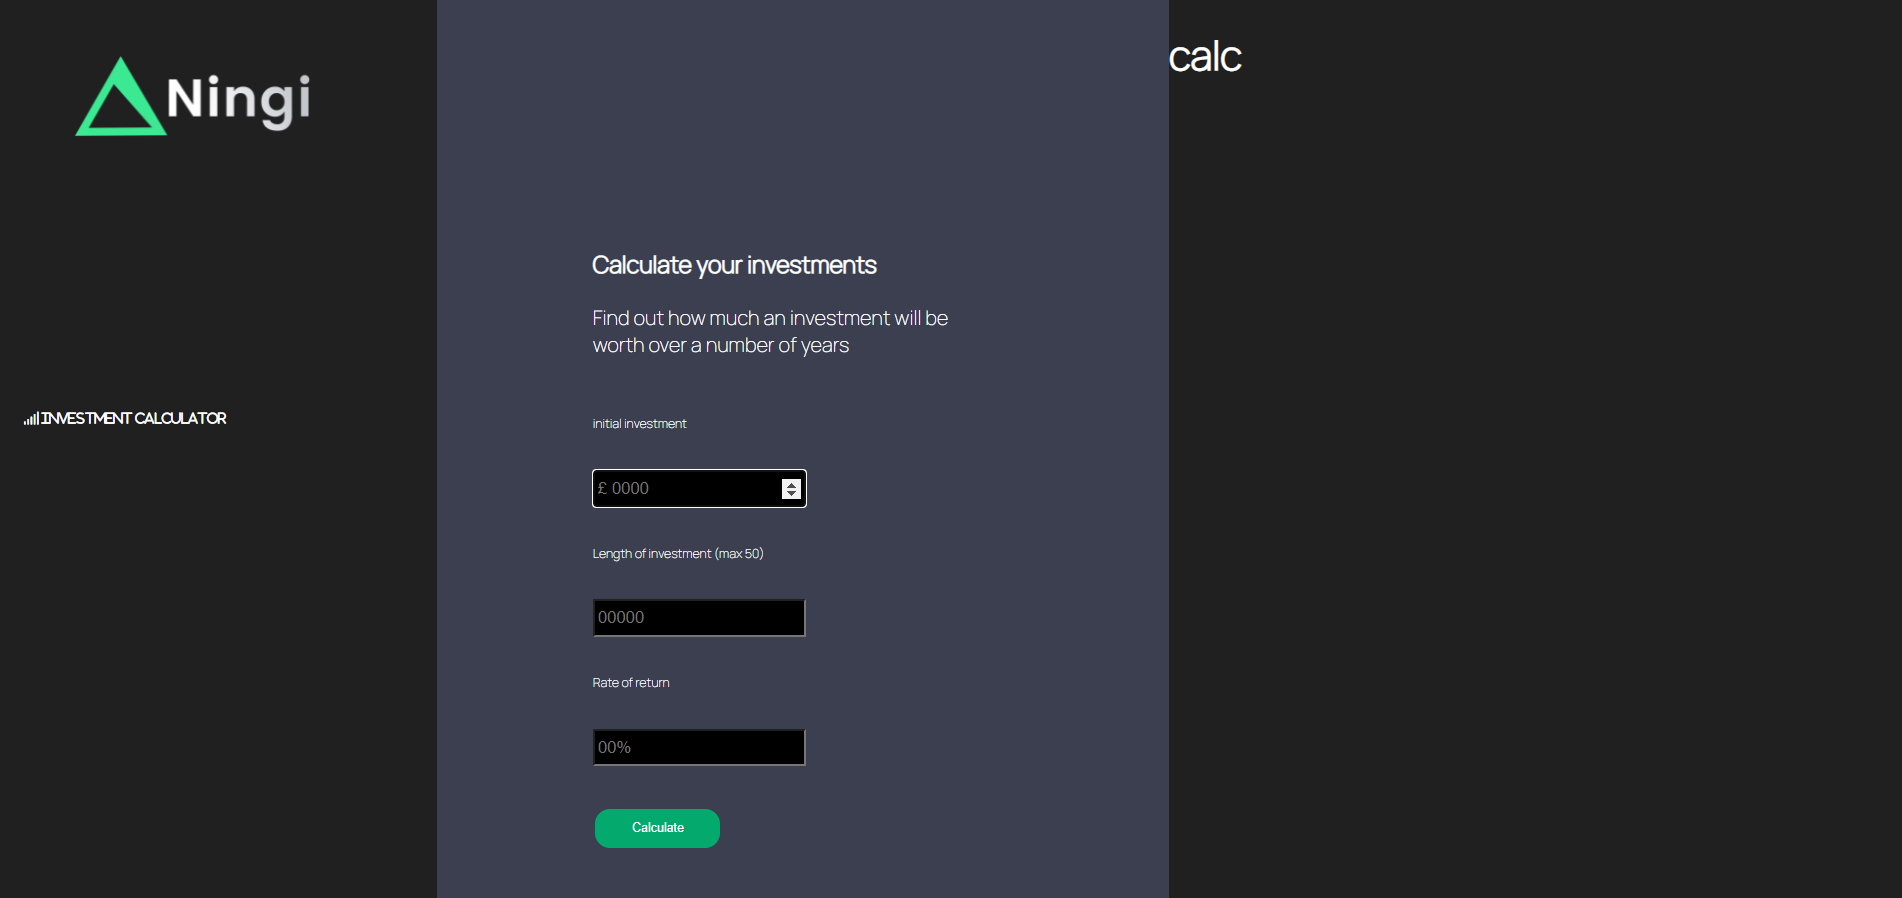 Ningi
INVESTMENT CALCULATOR
Calculate your investments
Find out how much an investment will be
worth over a number of years
initial investment
£ 0000
Length of investment (max 50)
00000
Rate of return
00%
Calculate
calc